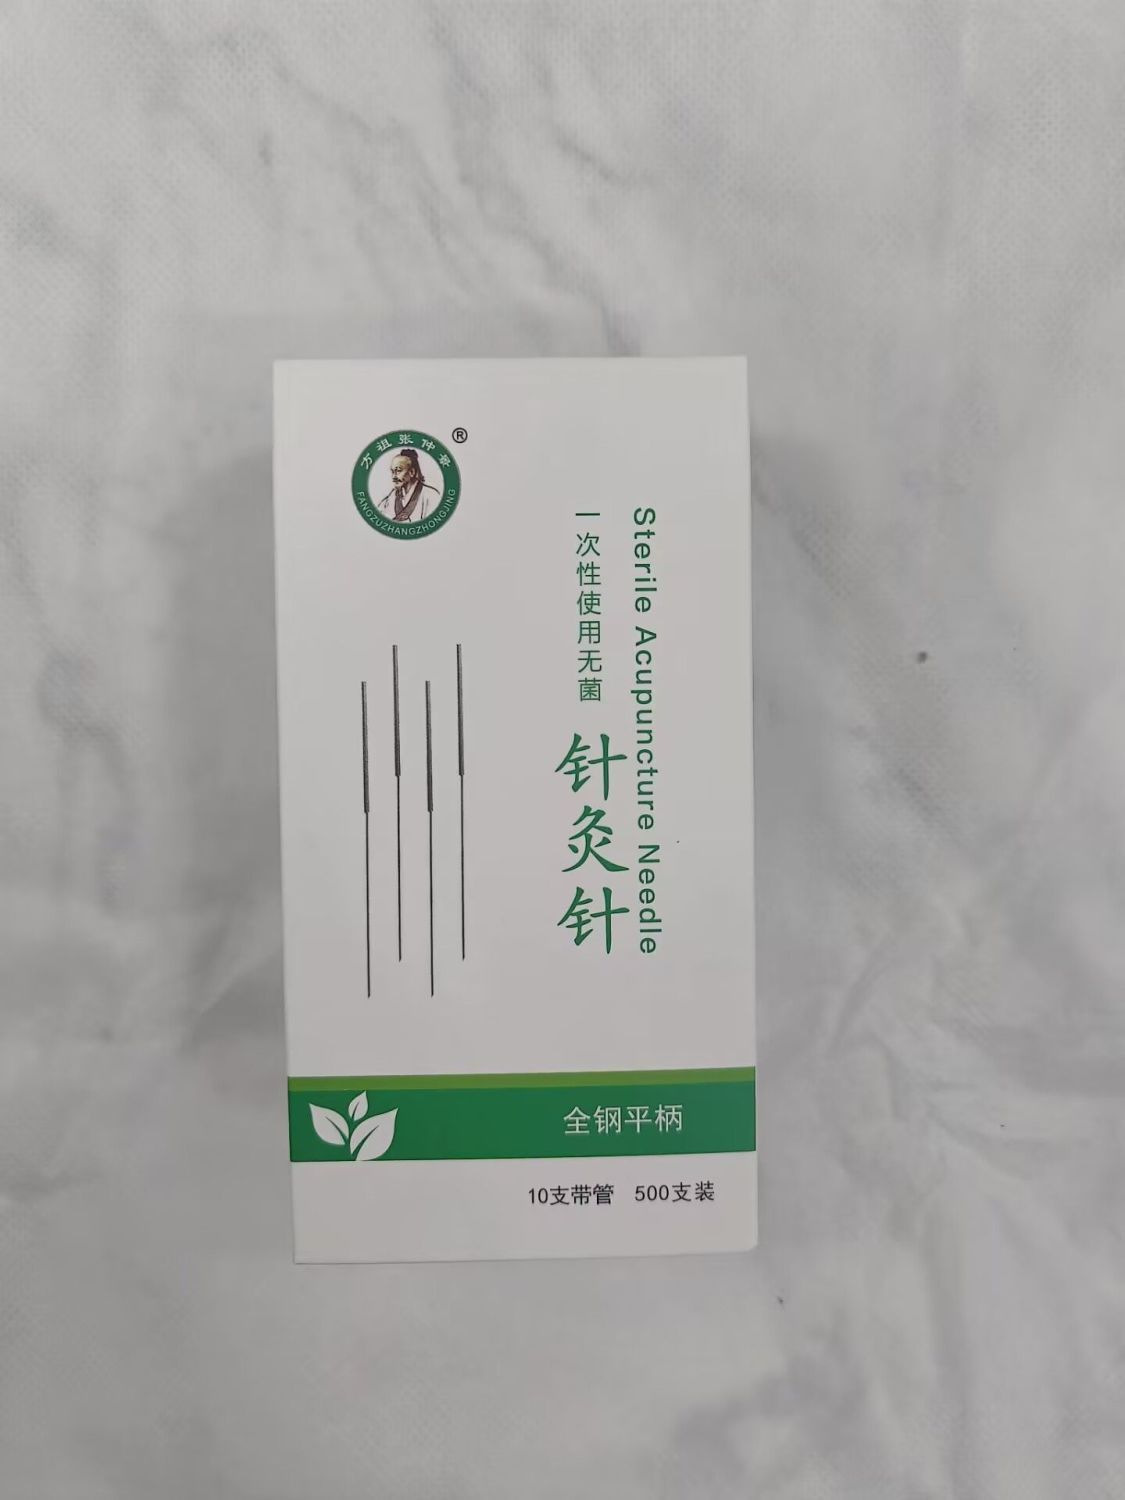 方祖张仲景
®
FANGZUZHANGZHONGJING
一次性使用无菌
针灸针
Sterile Acupuncture Needle
全钢平柄
10支带管 500支装